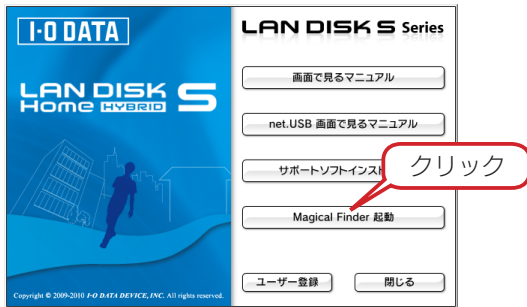 I-O DATA
LAN DISK S Series
LAN DISK S
Home HYBRID
画面で見るマニュアル
net.USB 画面で見るマニュアル
サポートソフトインス
クリック
Magical Finder 起動
ユーザー登録
閉じる
Copyright © 2009-2010 I-O DATA DEVICE, INC. All rights reserved.